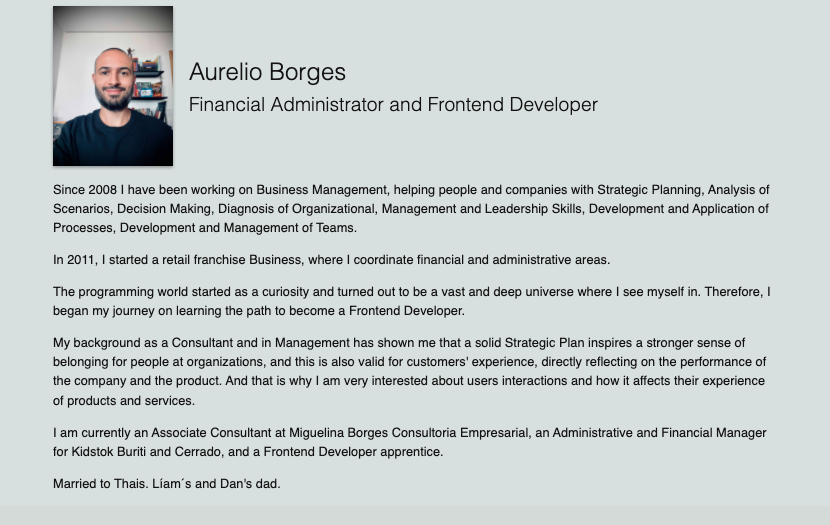 Aurelio Borges
Financial Administrator and Frontend Developer
Since 2008 I have been working on Business Management, helping people and companies with Strategic Planning, Analysis of
Scenarios, Decision Making, Diagnosis of Organizational, Management and Leadership Skills, Development and Application of
Processes, Development and Management of Teams.
In 2011, I started a retail franchise Business, where I coordinate financial and administrative areas.
The programming world started as a curiosity and turned out to be a vast and deep universe where I see myself in. Therefore, I
began my journey on learning the path to become a Frontend Developer.
My background as a Consultant and in Management has shown me that a solid Strategic Plan inspires a stronger sense of
belonging for people at organizations, and this is also valid for customers' experience, directly reflecting on the performance of
the company and the product. And that is why I am very interested about users interactions and how it affects their experience
of products and services.
I am currently an Associate Consultant at Miguelina Borges Consultoria Empresarial, an Administrative and Financial Manager
for Kidstok Buriti and Cerrado, and a Frontend Developer apprentice.
Married to Thais. Líam´s and Dan's dad.